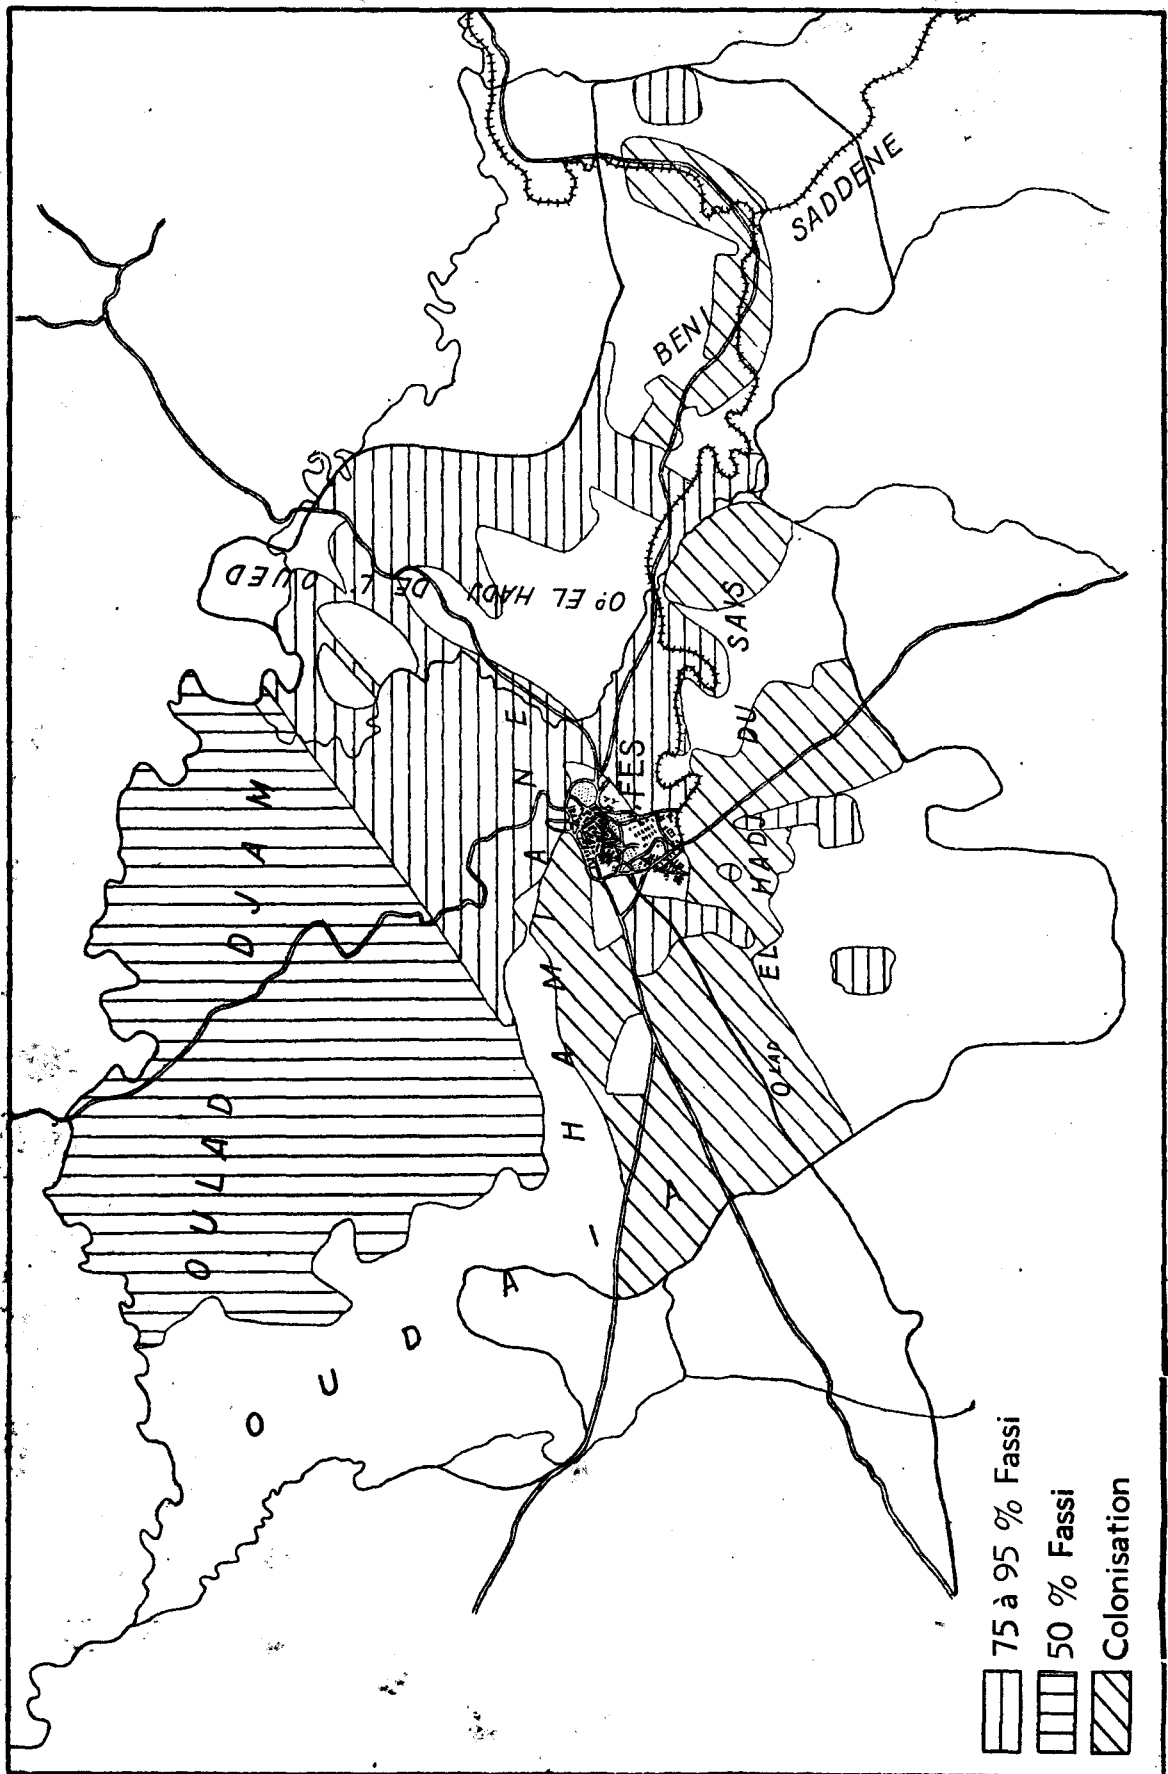 OULAD DJAMA
OUDAIA
HAMIANE
OUED
DE L'
Oᵈ EL HADJ
FES
BENI
SADDENE
SAIS
DU
EL HADJ
75 à 95 % Fassi
50 % Fassi
Colonisation